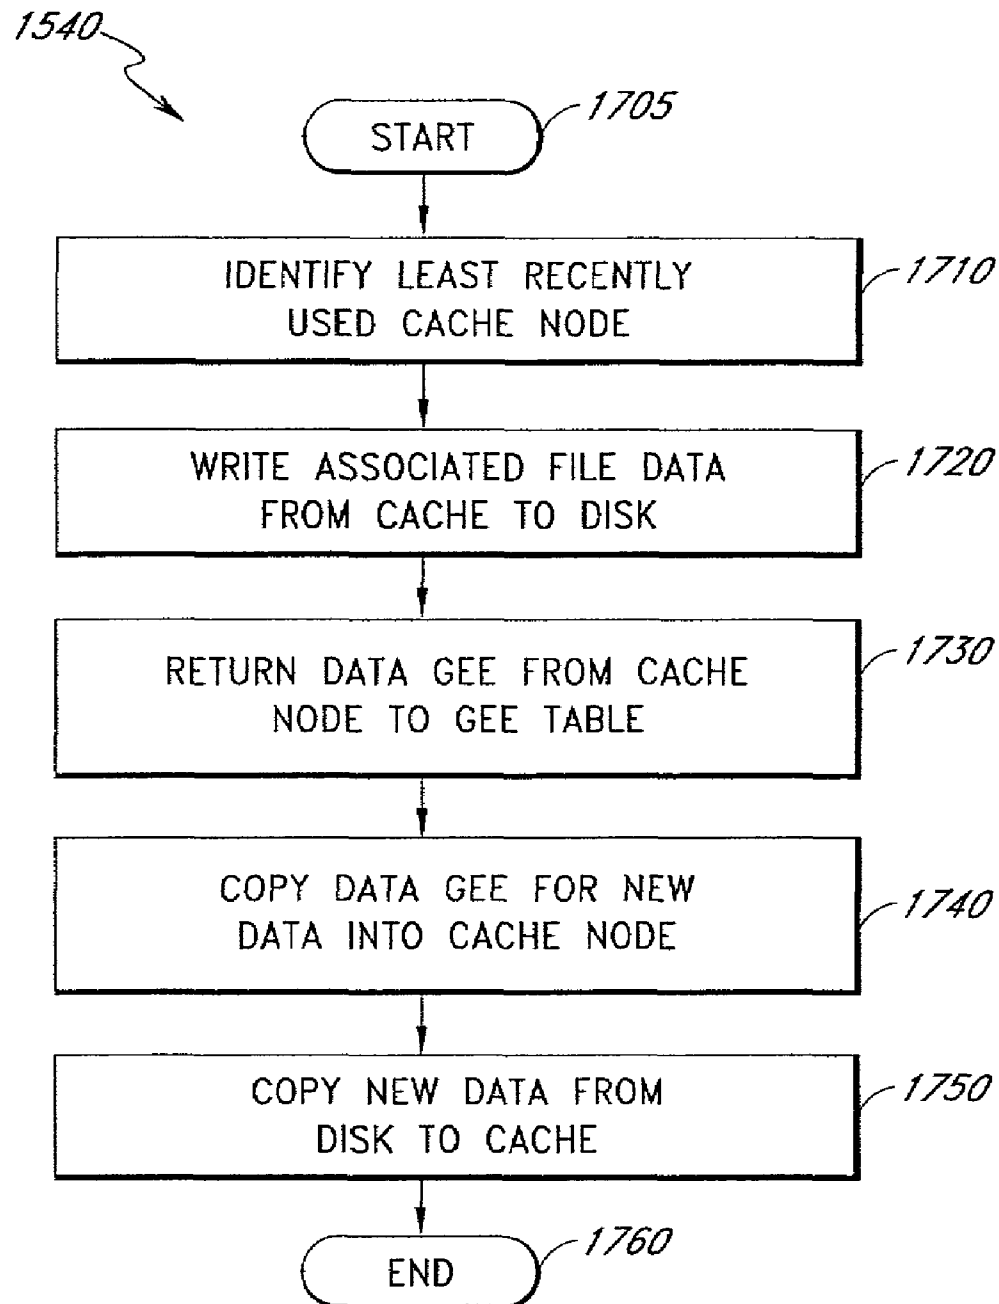 1540
START
1705
IDENTIFY LEAST RECENTLY
USED CACHE NODE
1710
WRITE ASSOCIATED FILE DATA
FROM CACHE TO DISK
1720
RETURN DATA GEE FROM CACHE
NODE TO GEE TABLE
1730
COPY DATA GEE FOR NEW
DATA INTO CACHE NODE
1740
COPY NEW DATA FROM
DISK TO CACHE
1750
END
1760